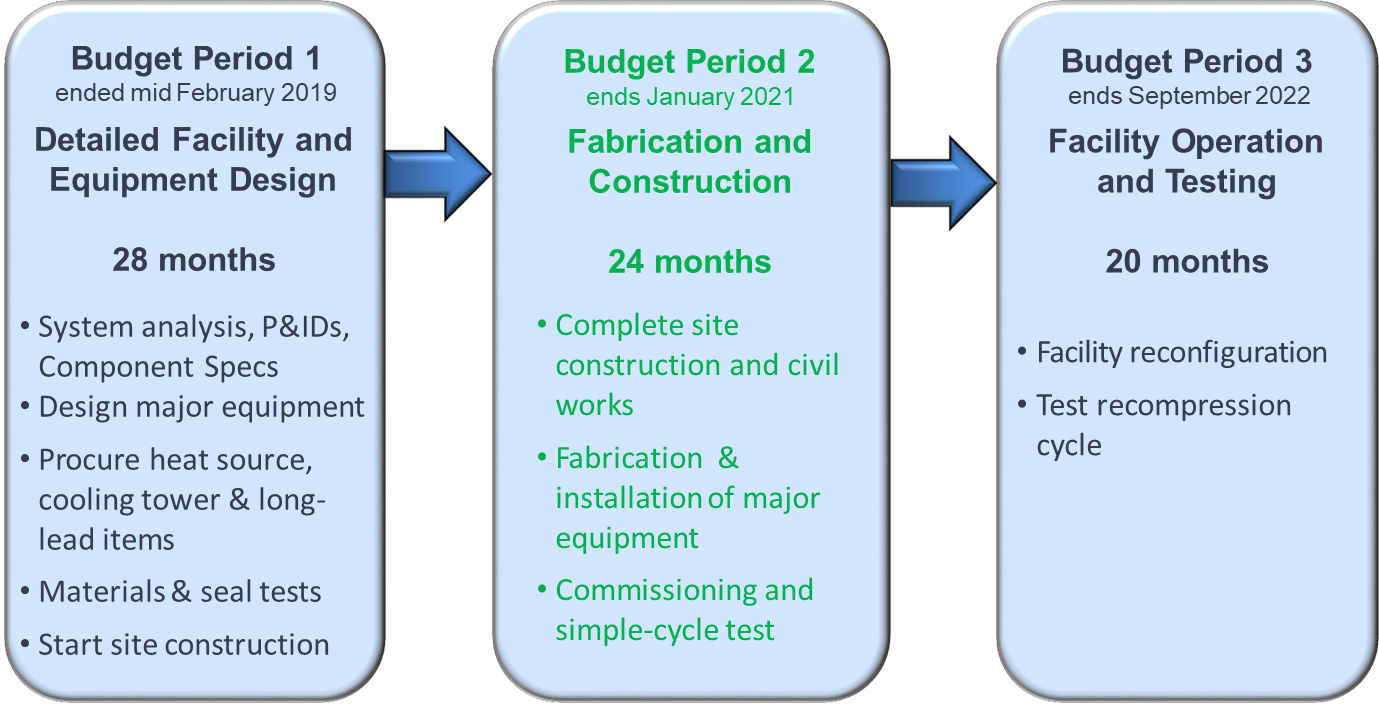 Budget Period 1
ended mid February 2019
Detailed Facility and
Equipment Design
28 months
• System analysis, P&IDs,
Component Specs
• Design major equipment
• Procure heat source,
cooling tower & long-
lead items
• Materials & seal tests
• Start site construction
Budget Period 2
ends January 2021
Fabrication and
Construction
24 months
• Complete site
construction and civil
works
• Fabrication &
installation of major
equipment
• Commissioning and
simple-cycle test
Budget Period 3
ends September 2022
Facility Operation
and Testing
20 months
• Facility reconfiguration
• Test recompression
cycle